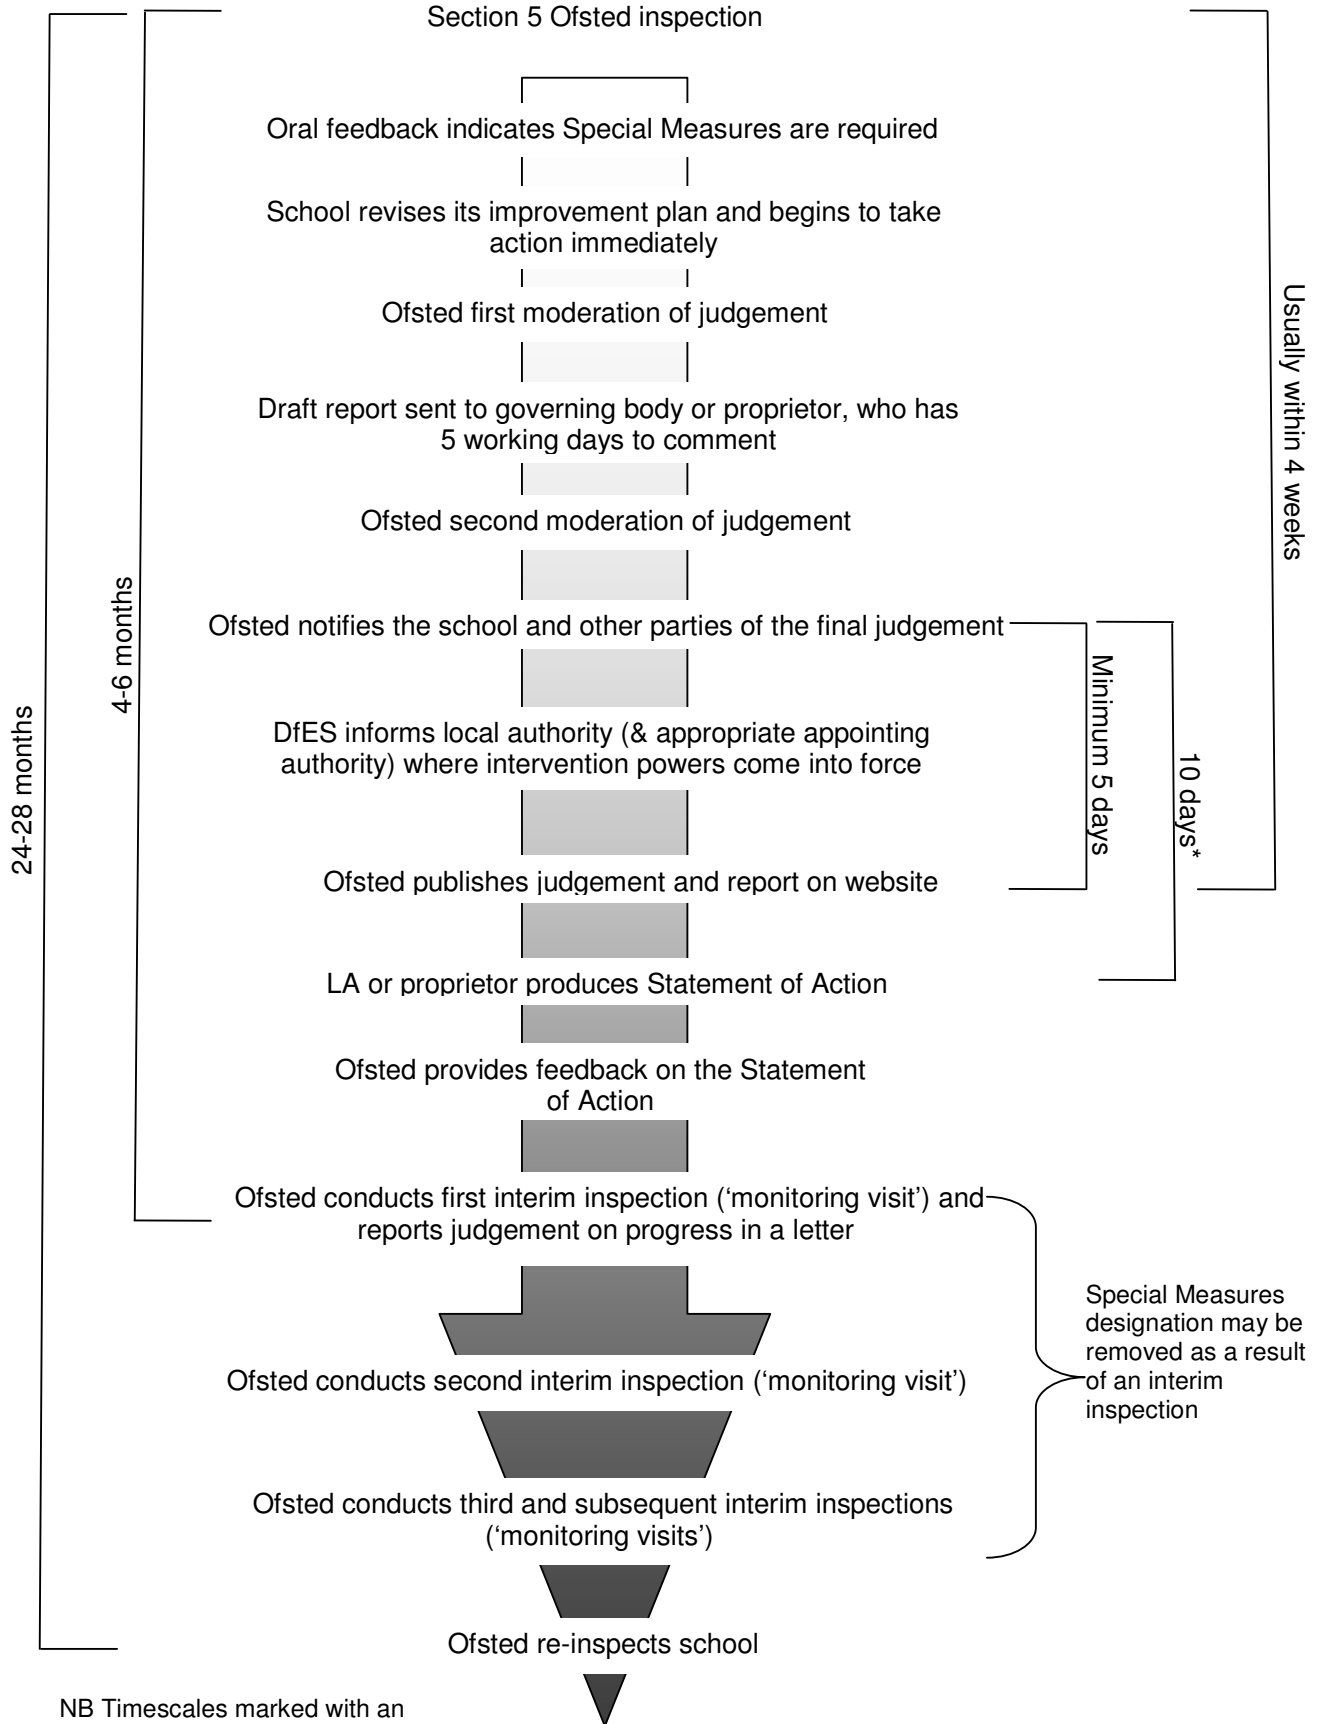 Section 5 Ofsted inspection
Oral feedback indicates Special Measures are required
School revises its improvement plan and begins to take
action immediately
Ofsted first moderation of judgement
Draft report sent to governing body or proprietor, who has
5 working days to comment
Ofsted second moderation of judgement
Ofsted notifies the school and other parties of the final judgement
DfES informs local authority (& appropriate appointing
authority) where intervention powers come into force
Ofsted publishes judgement and report on website
LA or proprietor produces Statement of Action
Ofsted provides feedback on the Statement
of Action
Ofsted conducts first interim inspection (‘monitoring visit’) and
reports judgement on progress in a letter
Ofsted conducts second interim inspection (‘monitoring visit’)
Ofsted conducts third and subsequent interim inspections
(‘monitoring visits’)
Ofsted re-inspects school
24-28 months
4-6 months
Minimum 5 days
10 days*
Usually within 4 weeks
Special Measures
designation may be
removed as a result
of an interim
inspection
NB Timescales marked with an